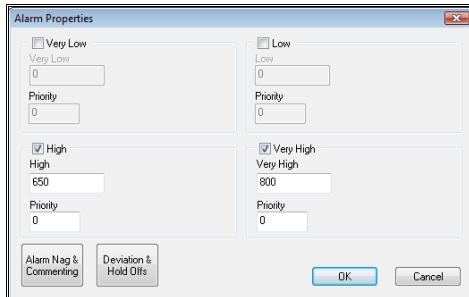 Alarm Properties
Very Low
Very Low
0
Priority
0
Low
Low
0
Priority
0
High
High
650
Priority
0
Very High
Very High
800
Priority
0
Alarm Nag &
Commenting
Deviation &
Hold Offs
OK
Cancel